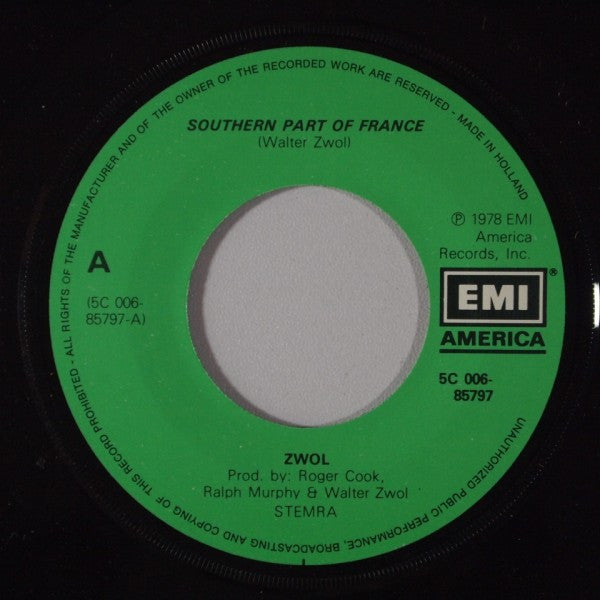 UNAUTHORIZED PUBLIC PERFORMANCE, BROADCASTING AND COPYING OF THIS RECORD PROHIBITED - ALL RIGHTS OF THE MANUFACTURER AND OF THE OWNER OF THE RECORDED WORK ARE RESERVED - MADE IN HOLLAND
SOUTHERN PART OF FRANCE
(Walter Zwol)
℗ 1978 EMI
America
Records, Inc.
A
(5C 006-
85797-A)
EMI®
AMERICA
5C 006-
85797
ZWOL
Prod. by: Roger Cook,
Ralph Murphy & Walter Zwol
STEMRA